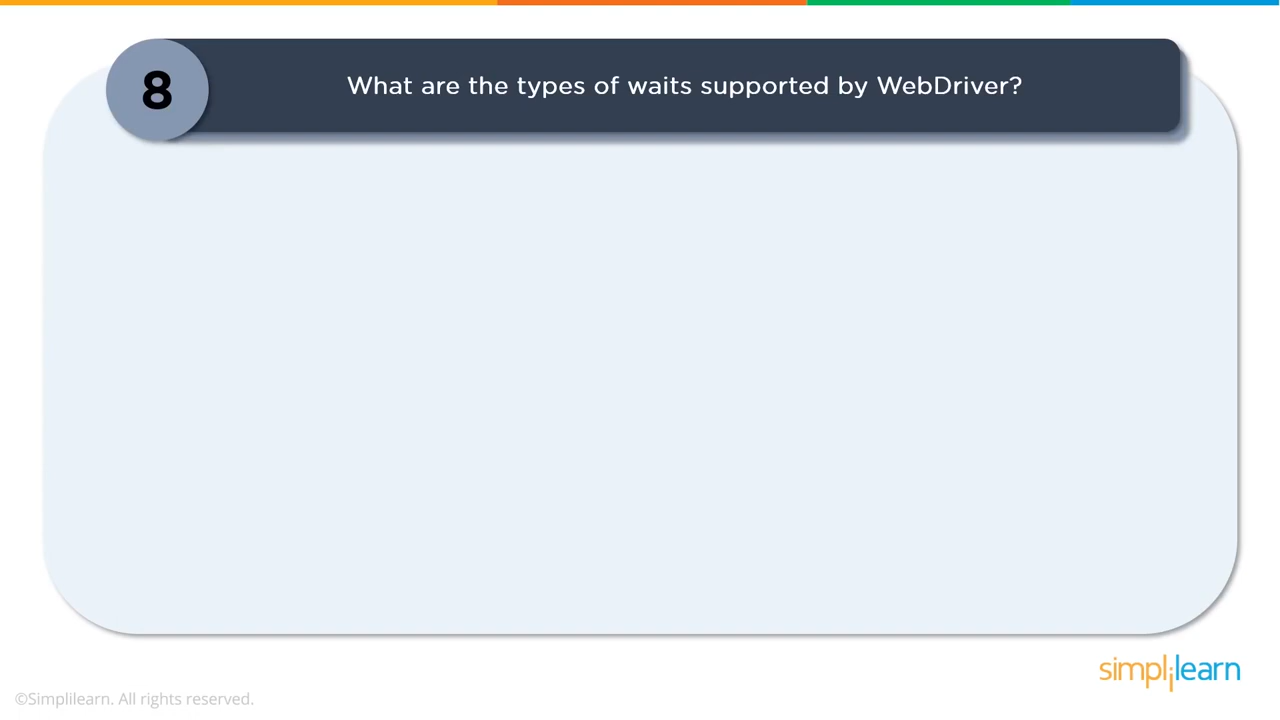 8
What are the types of waits supported by WebDriver?
simplilearn
©Simplilearn. All rights reserved.